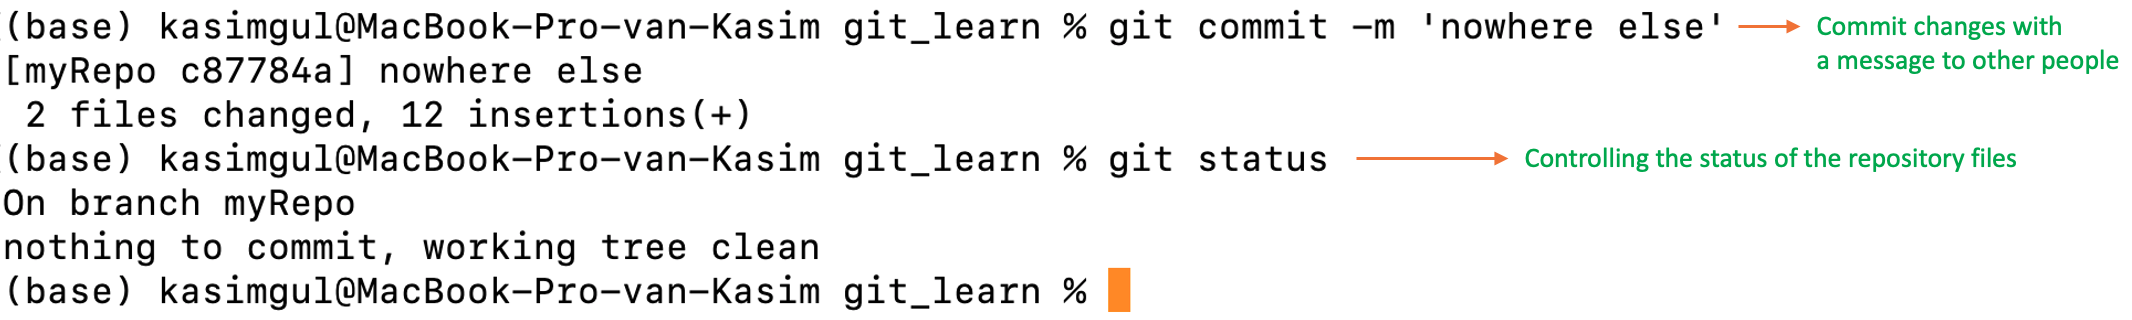 (base) kasimgul@MacBook-Pro-van-Kasim git_learn % git commit -m 'nowhere else'
Commit changes with
a message to other people
[myRepo c87784a] nowhere else
2 files changed, 12 insertions(+)
(base) kasimgul@MacBook-Pro-van-Kasim git_learn % git status
Controlling the status of the repository files
On branch myRepo
nothing to commit, working tree clean
(base) kasimgul@MacBook-Pro-van-Kasim git_learn %